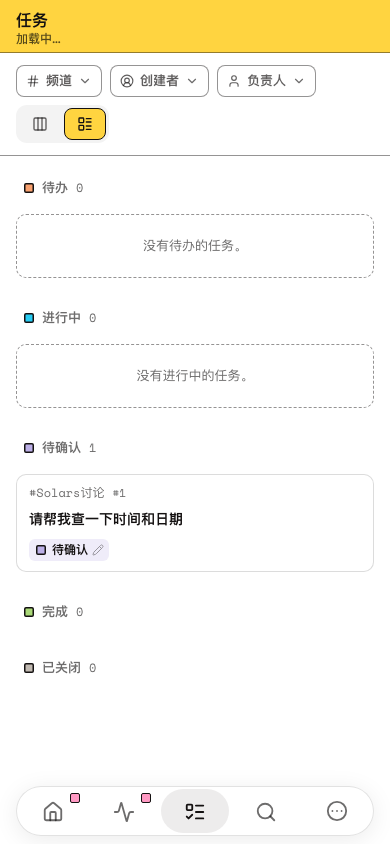 任务
加载中…
频道
创建者
负责人
待办 0
没有待办的任务。
进行中 0
没有进行中的任务。
待确认 1
#Solars讨论 #1
请帮我查一下时间和日期
待确认
完成 0
已关闭 0